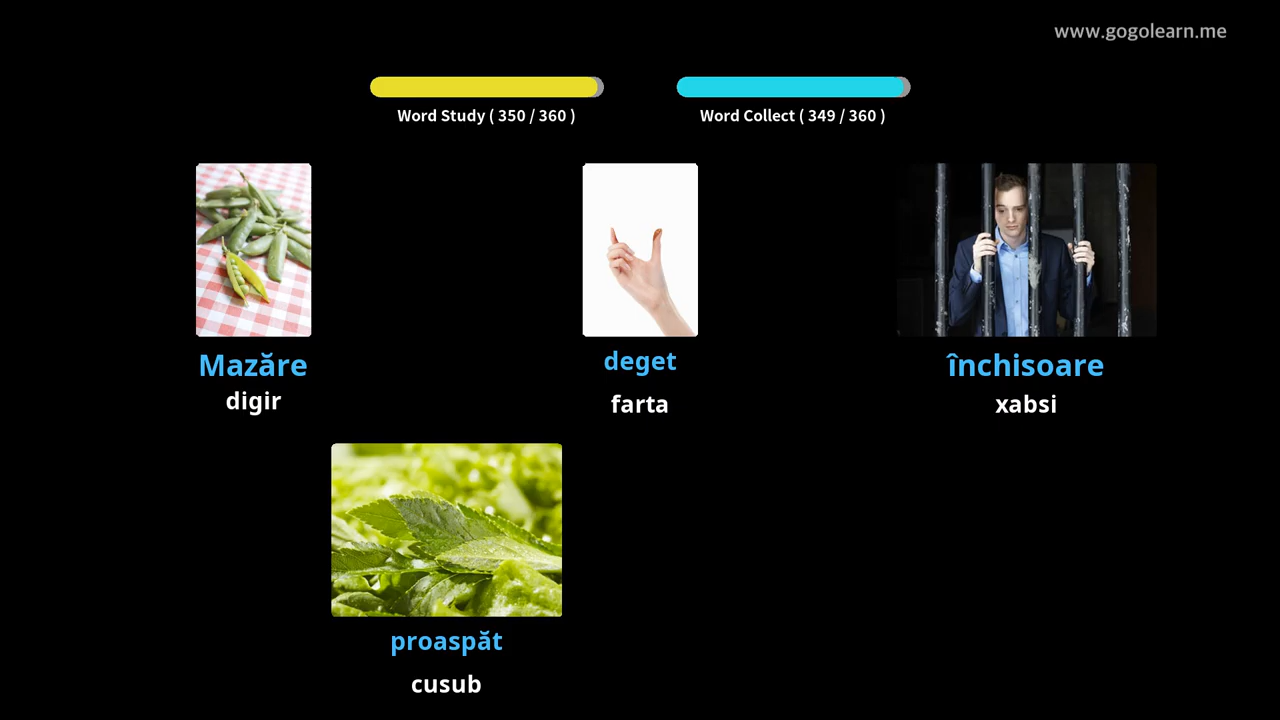 www.gogolearn.me
Word Study ( 350 / 360 )
Word Collect ( 349 / 360 )
Mazăre
digir
deget
farta
închisoare
xabsi
proaspăt
cusub